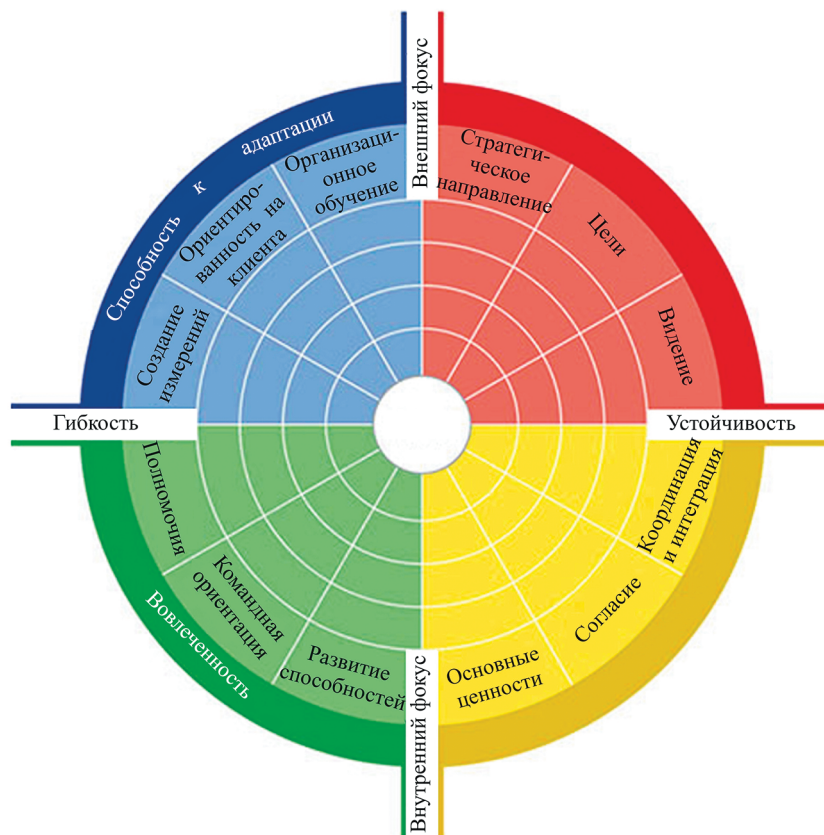 Внешний фокус
Способность к адаптации
Организаци-
онное
обучение
Ориентиро-
ванность на
клиента
Создание
измерений
Стратеги-
ческое
направление
Цели
Видение
Гибкость
Устойчивость
Полномочия
Командная
ориентация
Развитие
способностей
Вовлеченность
Координация
и интеграция
Согласие
Основные
ценности
Внутренний фокус